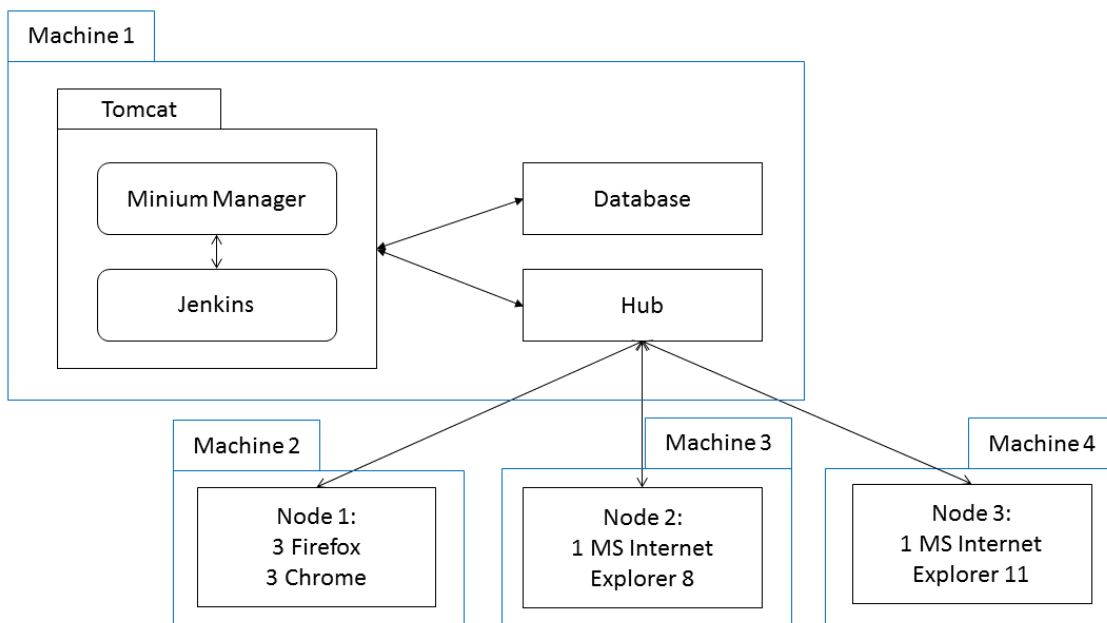 Machine 1
Tomcat
Minium Manager
Database
Jenkins
Hub
Machine 2
Machine 3
Machine 4
Node 1:
3 Firefox
3 Chrome
Node 2:
1 MS Internet
Explorer 8
Node 3:
1 MS Internet
Explorer 11